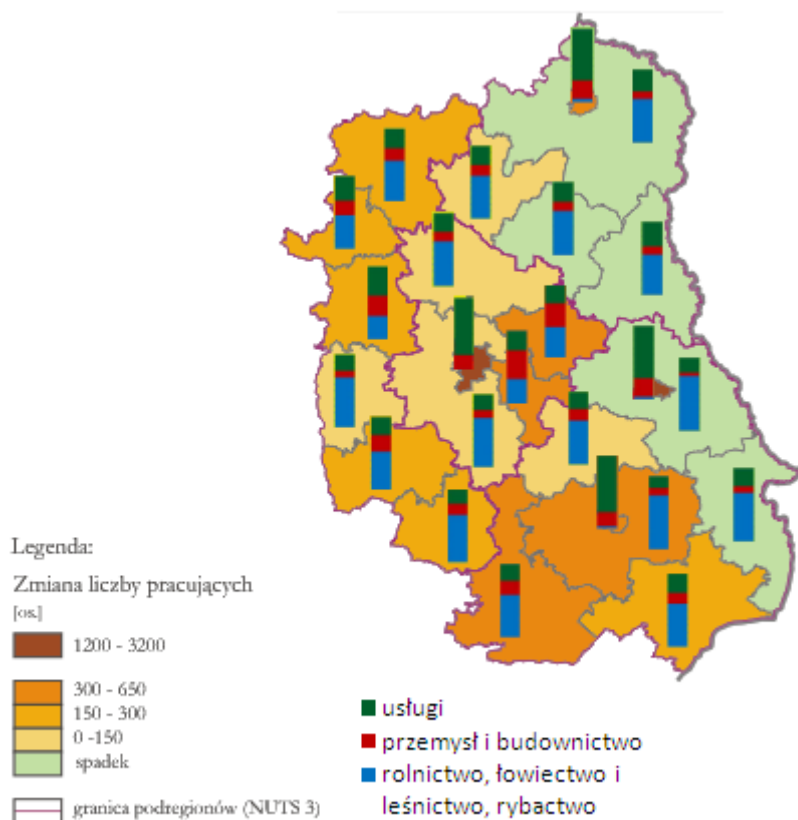 Legenda:
Zmiana liczby pracujących
[os.]
1200 - 3200
300 - 650
150 - 300
0 -150
spadek
granica podregionów (NUTS 3)
usługi
przemysł i budownictwo
rolnictwo, łowiectwo i
leśnictwo, rybactwo